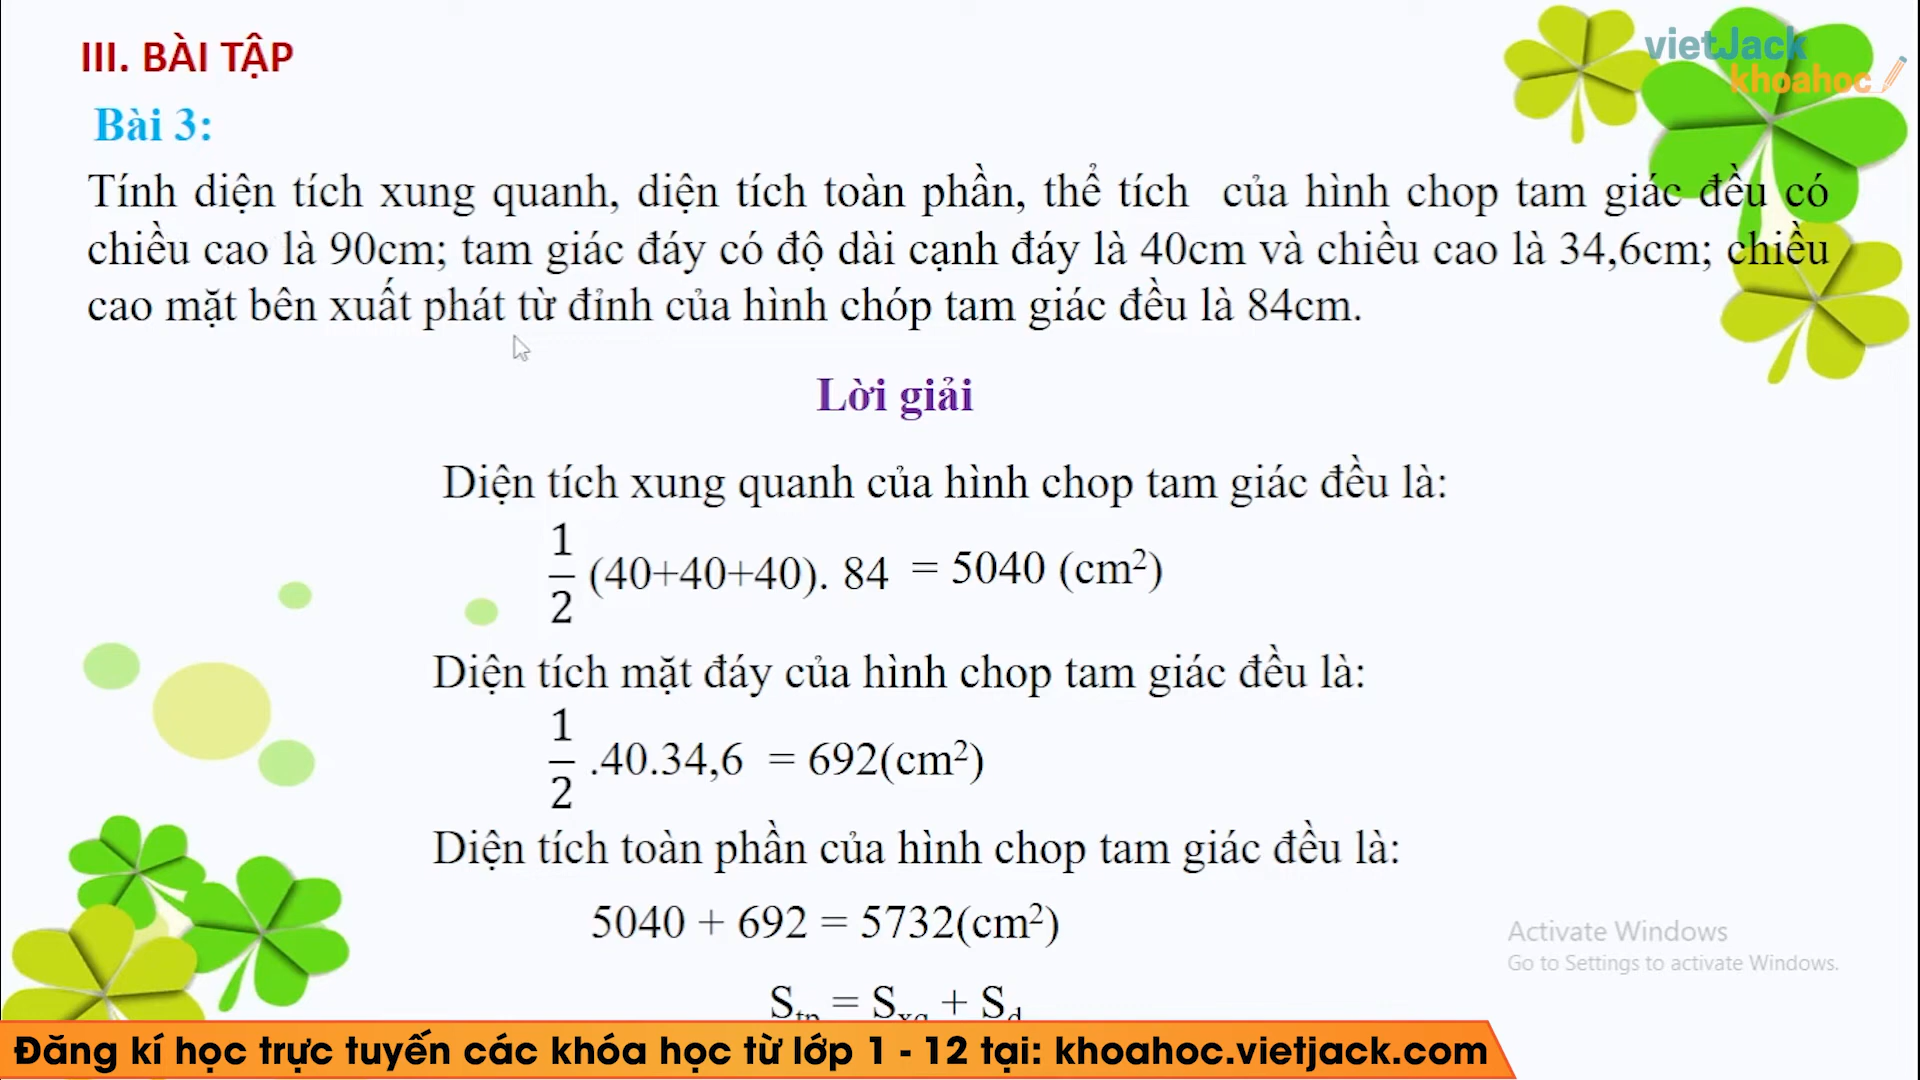 III. BÀI TẬP
vietJack
khoahoc
Bài 3:
Tính diện tích xung quanh, diện tích toàn phần, thể tích của hình chop tam giác đều có
chiều cao là 90cm; tam giác đáy có độ dài cạnh đáy là 40cm và chiều cao là 34,6cm; chiều
cao mặt bên xuất phát từ đỉnh của hình chóp tam giác đều là 84cm.
Lời giải
Diện tích xung quanh của hình chop tam giác đều là:
1/2 (40+40+40). 84 = 5040 (cm²)
Diện tích mặt đáy của hình chop tam giác đều là:
1/2 .40.34,6 = 692(cm²)
Diện tích toàn phần của hình chop tam giác đều là:
5040 + 692 = 5732(cm²)
Stp = Sxq + Sd
Activate Windows
Go to Settings to activate Windows.
Đăng kí học trực tuyến các khóa học từ lớp 1 - 12 tại: khoahoc.vietjack.com